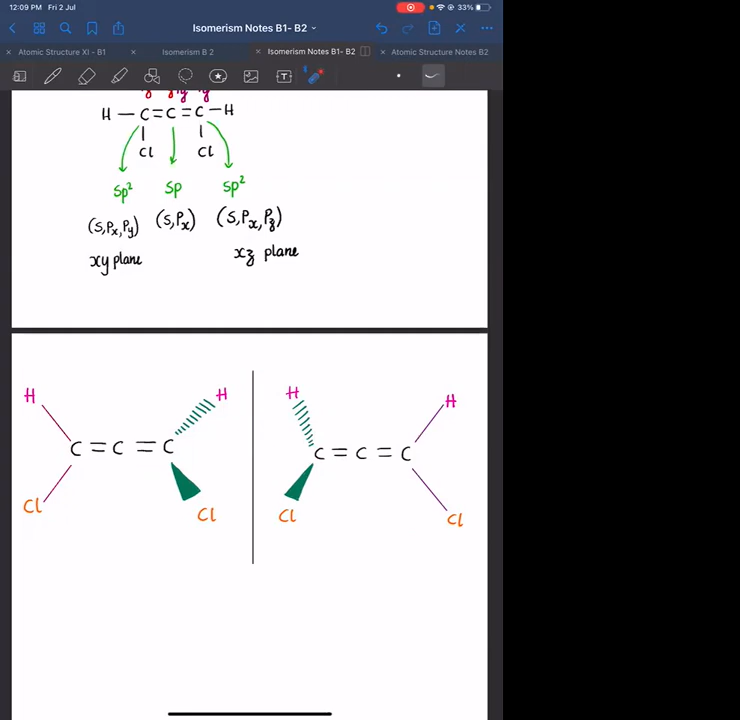 12:09 PM Fri 2 Jul
33%
Isomerism Notes B1- B2
Atomic Structure XI - B1
Isomerism B 2
Isomerism Notes B1- B2
Atomic Structure Notes B2
H — C = C = C — H
Cl Cl
Sp² Sp Sp²
(S, Px, Py) (S, Px) (S, Px, Pz)
xy plane xz plane
H H H H
C = C = C C = C = C
Cl Cl Cl Cl